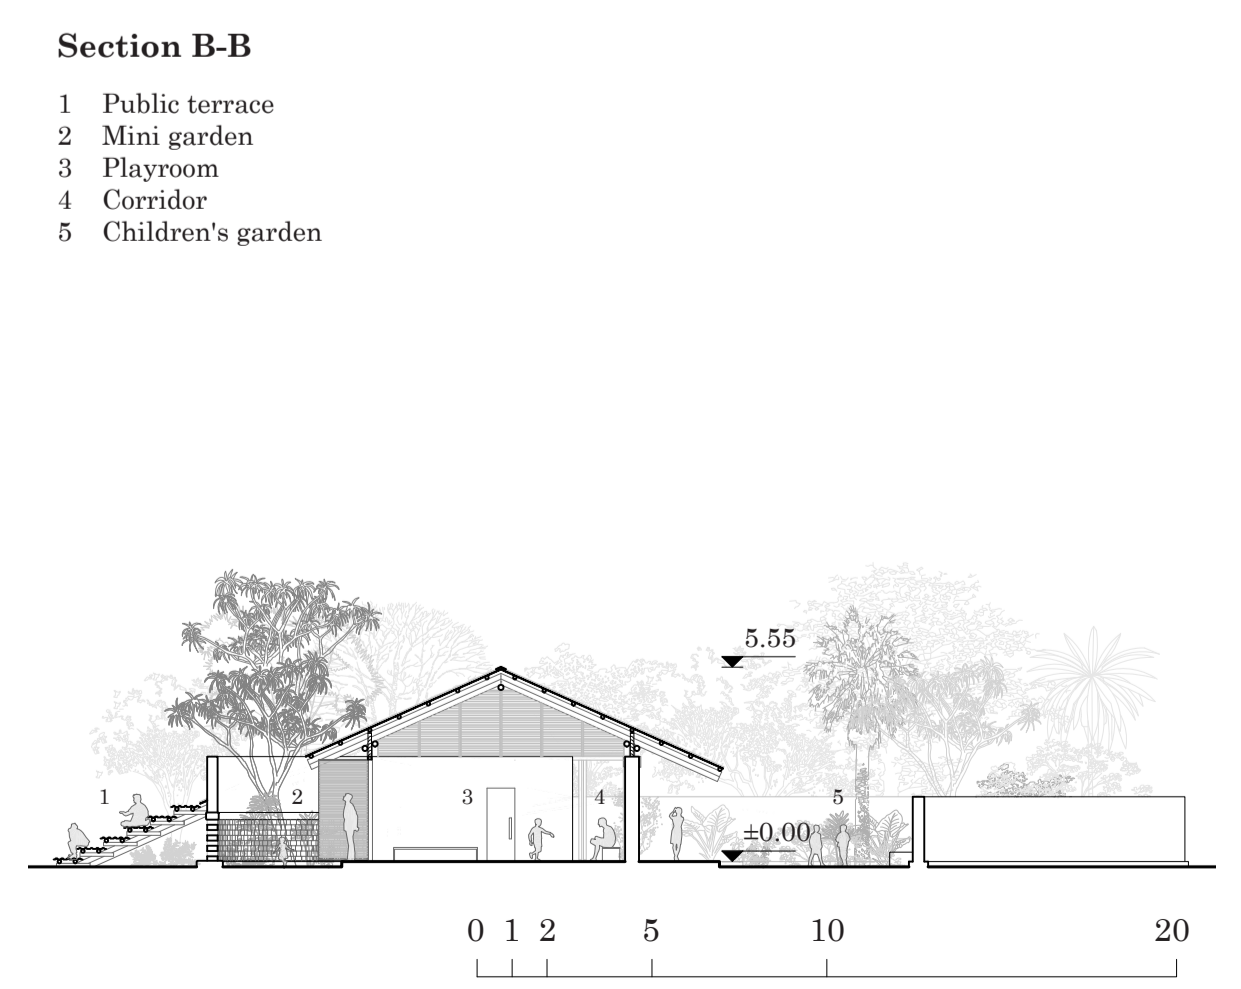 Section B-B
1 Public terrace
2 Mini garden
3 Playroom
4 Corridor
5 Children's garden
5.55
1
2
3
4
5
±0.00
0 1 2 5 10 20